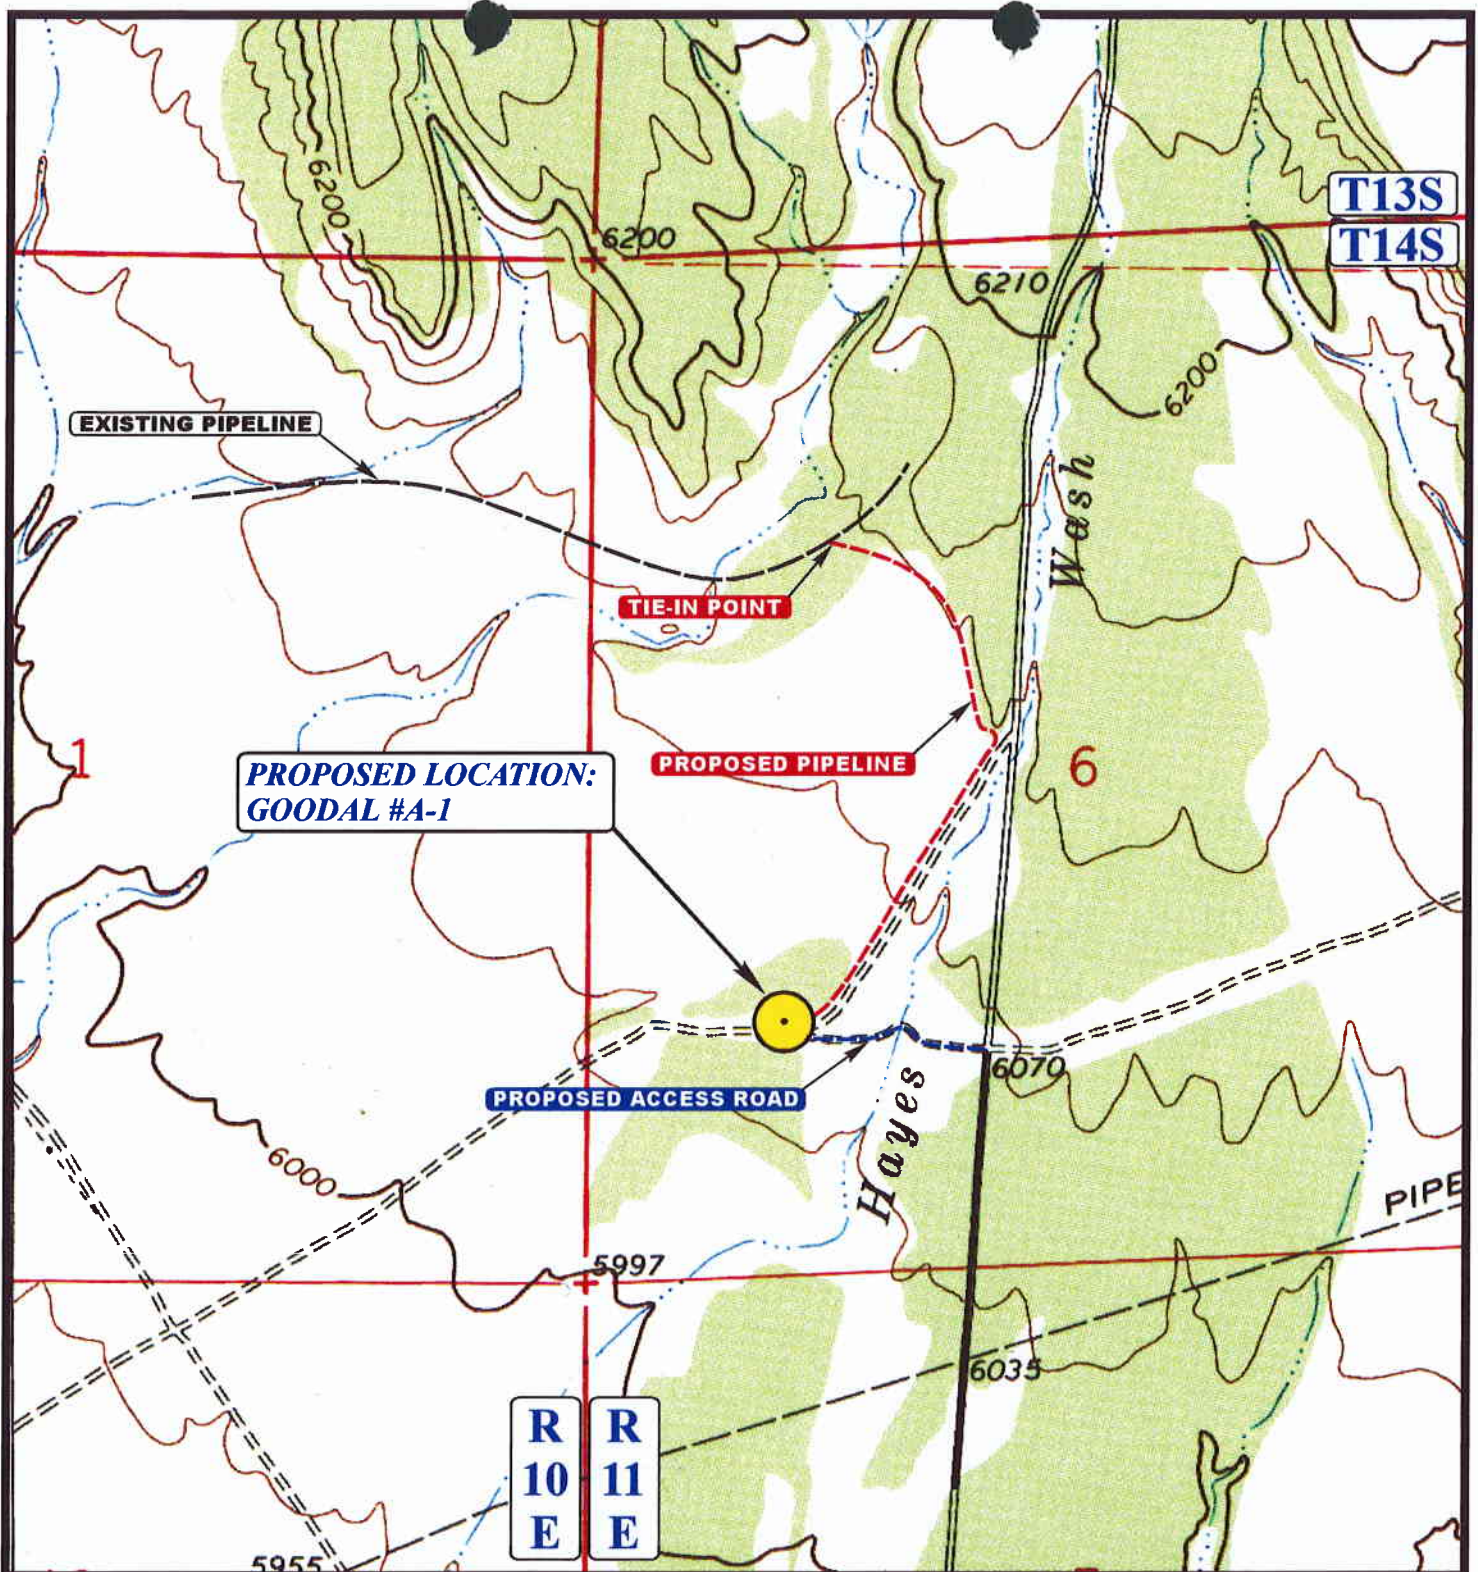 T13S
T14S
6200
6200
6210
6200
EXISTING PIPELINE
Wash
TIE-IN POINT
1
PROPOSED PIPELINE
6
PROPOSED LOCATION:
GOODAL #A-1
6070
PROPOSED ACCESS ROAD
Hayes
6000
PIPE
5997
6035
R
10
E
R
11
E
5955